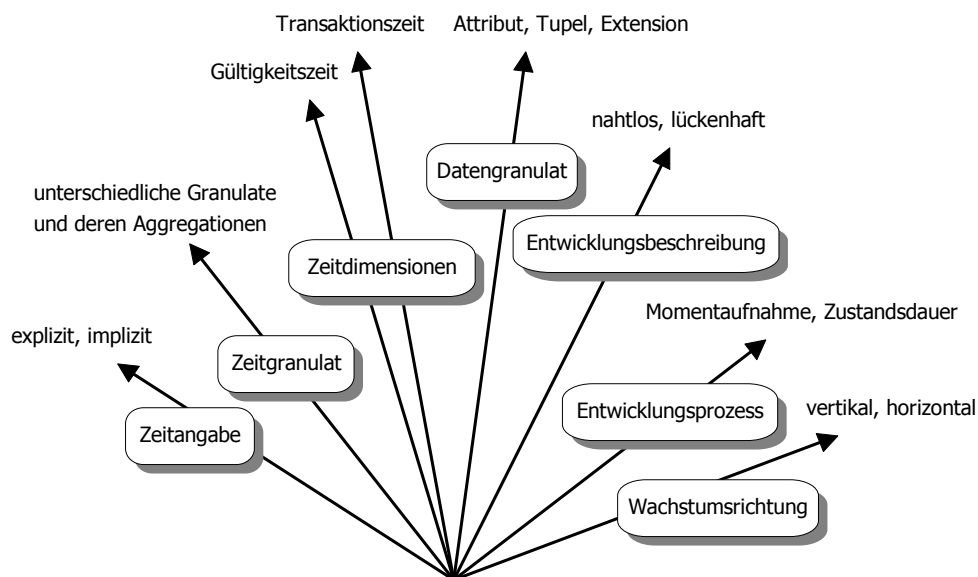 Transaktionszeit
Attribut, Tupel, Extension
Gültigkeitszeit
nahtlos, lückenhaft
Datengranulat
unterschiedliche Granulate
und deren Aggregationen
Entwicklungsbeschreibung
Zeitdimensionen
Momentaufnahme, Zustandsdauer
explizit, implizit
Zeitgranulat
Entwicklungsprozess
vertikal, horizontal
Zeitangabe
Wachstumsrichtung